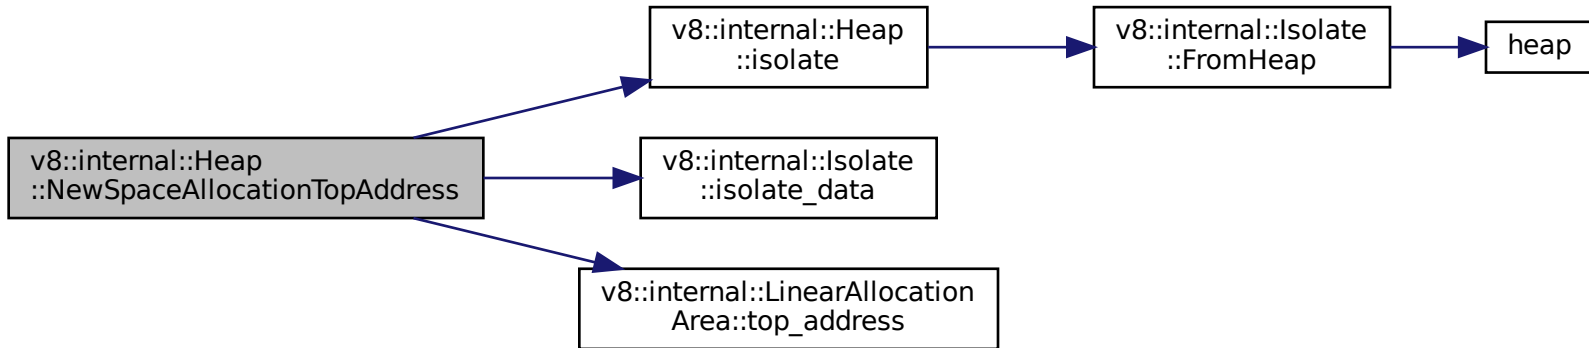 v8::internal::Heap
::NewSpaceAllocationTopAddress
v8::internal::Heap
::isolate
v8::internal::Isolate
::FromHeap
heap
v8::internal::Isolate
::isolate_data
v8::internal::LinearAllocation
Area::top_address